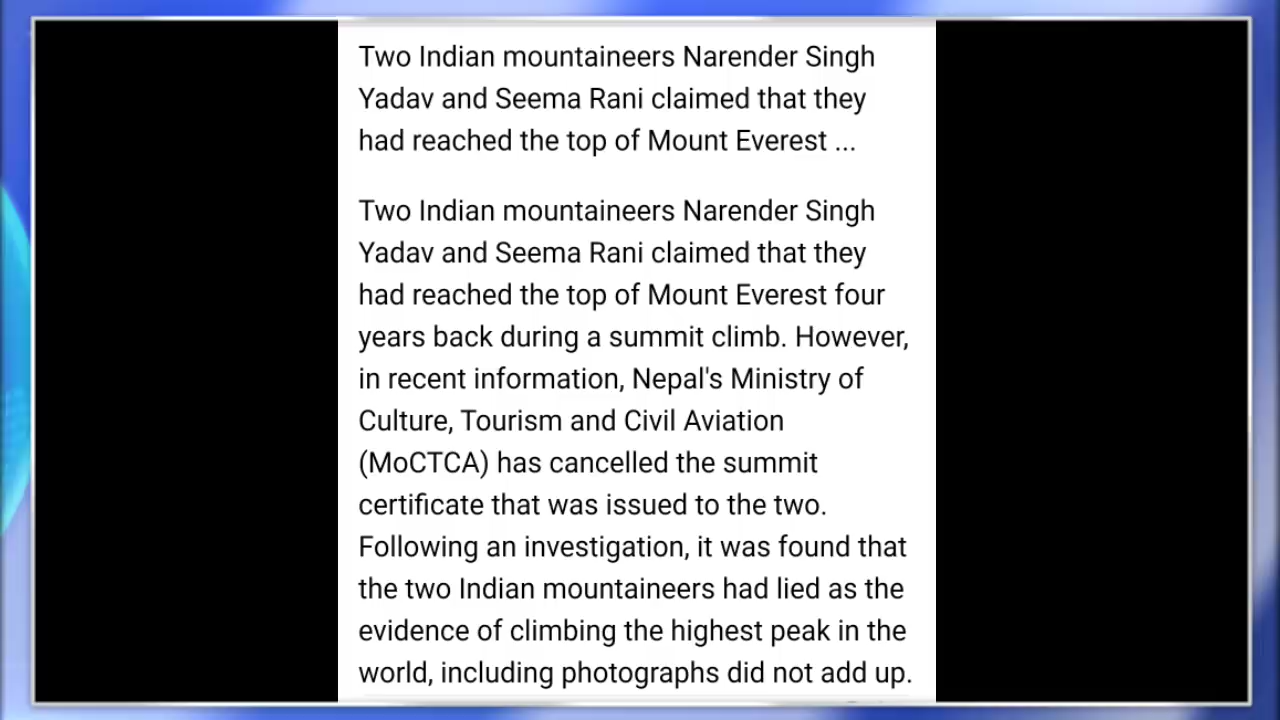 Two Indian mountaineers Narender Singh
Yadav and Seema Rani claimed that they
had reached the top of Mount Everest ...
Two Indian mountaineers Narender Singh
Yadav and Seema Rani claimed that they
had reached the top of Mount Everest four
years back during a summit climb. However,
in recent information, Nepal's Ministry of
Culture, Tourism and Civil Aviation
(MoCTCA) has cancelled the summit
certificate that was issued to the two.
Following an investigation, it was found that
the two Indian mountaineers had lied as the
evidence of climbing the highest peak in the
world, including photographs did not add up.